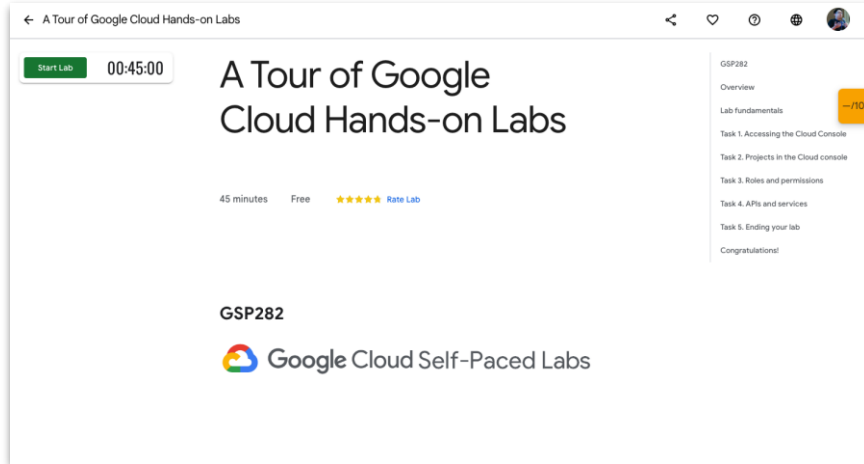 A Tour of Google Cloud Hands-on Labs
Start Lab
00:45:00
A Tour of Google
Cloud Hands-on Labs
45 minutes
Free
Rate Lab
GSP282
Google Cloud Self-Paced Labs
GSP282
Overview
Lab fundamentals
Task 1. Accessing the Cloud Console
Task 2. Projects in the Cloud console
Task 3. Roles and permissions
Task 4. APIs and services
Task 5. Ending your lab
Congratulations!
—/10